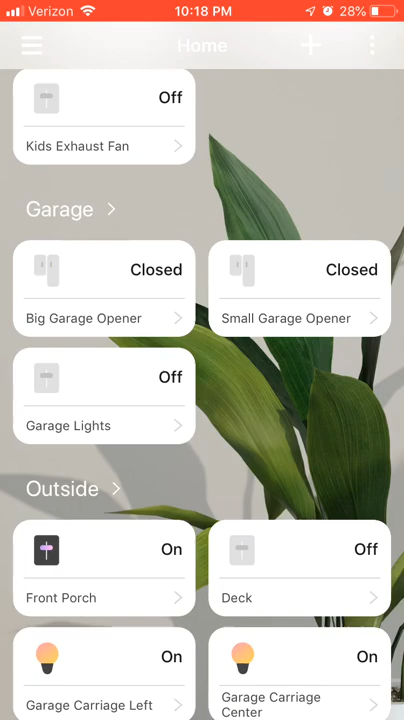 Verizon 10:18 PM 28%
Home
Off
Kids Exhaust Fan
Garage
Closed
Closed
Big Garage Opener
Small Garage Opener
Off
Garage Lights
Outside
On
Off
Front Porch
Deck
On
On
Garage Carriage Left
Garage Carriage
Center